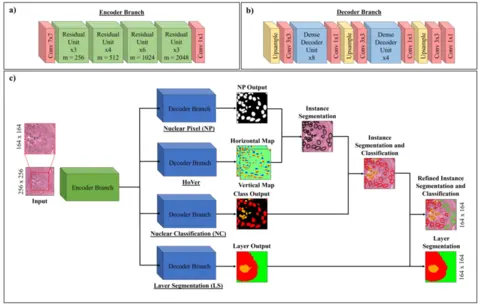 a)
Encoder Branch
Conv 7x7
Residual
Unit
x3
m = 256
Residual
Unit
x4
m = 512
Residual
Unit
x6
m = 1024
Residual
Unit
x3
m = 2048
Conv 1x1
b)
Decoder Branch
Upsample
Conv 3x3
Dense
Decoder
Unit
x8
Conv 1x1
Upsample
Conv 3x3
Dense
Decoder
Unit
x4
Conv 1x1
Upsample
Conv 3x3
Conv 1x1
c)
164 x 164
256 x 256
Input
Encoder Branch
Decoder Branch
Nuclear Pixel (NP)
Decoder Branch
HoVer
Decoder Branch
Nuclear Classification (NC)
Decoder Branch
Layer Segmentation (LS)
NP Output
Horizontal Map
Vertical Map
Class Output
Layer Output
Instance
Segmentation
Instance
Segmentation and
Classification
Refined Instance
Segmentation and
Classification
164 x 164
Layer
Segmentation
164 x 164